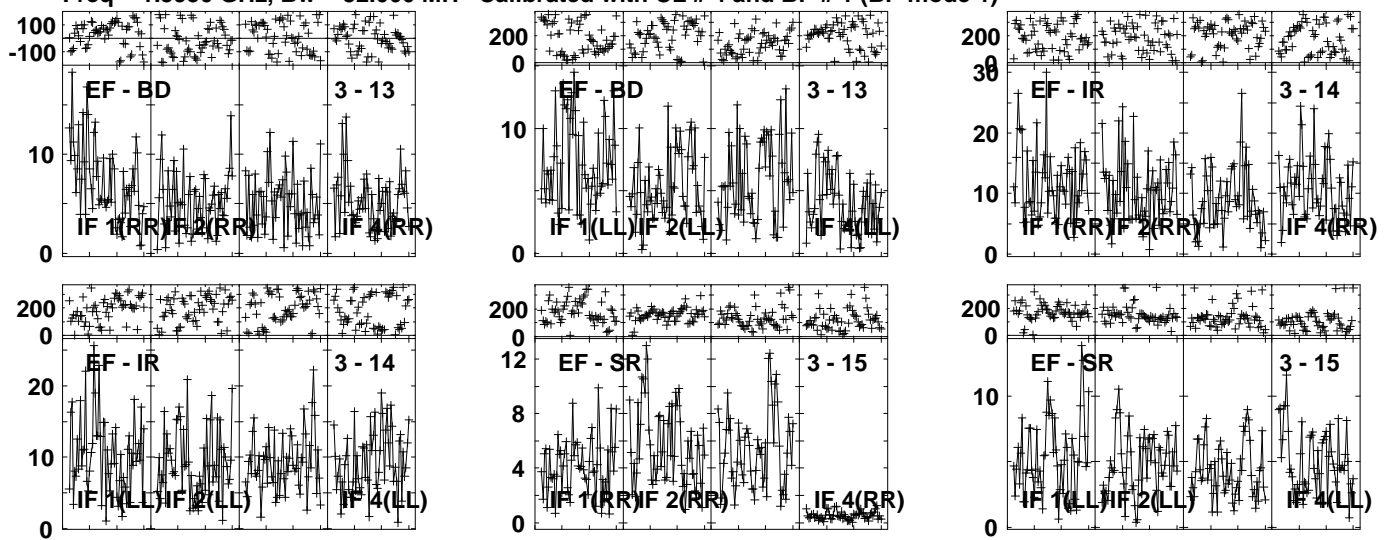 Freq = GHz, Calibrated with CL # and BP # (BP mode 1)
100
-100
EF - BD 3 - 13
10
0
IF 1(RR) IF 2(RR) IF 4(RR)
200
0
EF - BD 3 - 13
10
0
IF 1(LL) IF 2(LL) IF 4(LL)
200
0
30
EF - IR 3 - 14
20
10
0
IF 1(RR) IF 2(RR) IF 4(RR)
200
0
EF - IR 3 - 14
20
10
0
IF 1(LL) IF 2(LL) IF 4(LL)
200
0
12
EF - SR 3 - 15
8
4
0
IF 1(RR) IF 2(RR) IF 4(RR)
200
0
EF - SR 3 - 15
10
0
IF 1(LL) IF 2(LL) IF 4(LL)